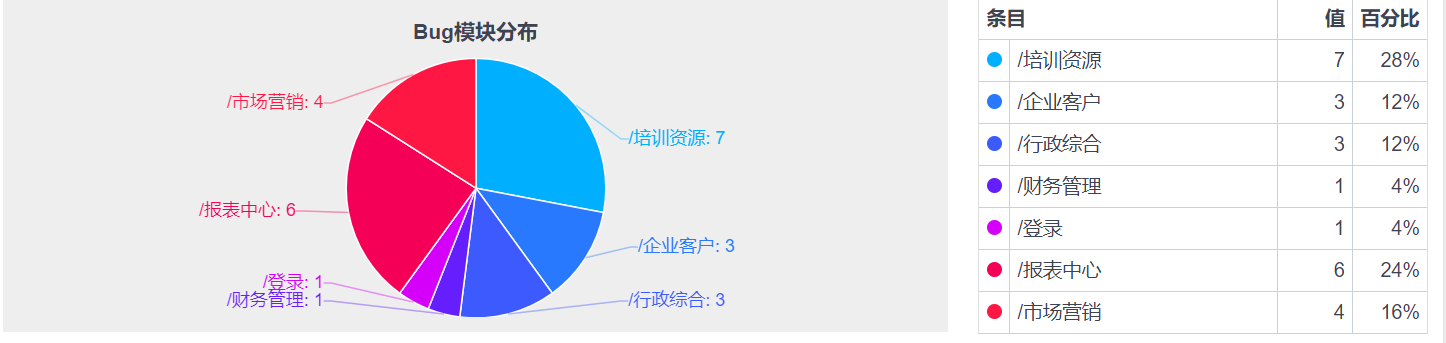 Bug模块分布
/市场营销: 4
/培训资源: 7
/报表中心: 6
/企业客户: 3
/登录: 1
/财务管理: 1
/行政综合: 3
条目 值 百分比
/培训资源 7 28%
/企业客户 3 12%
/行政综合 3 12%
/财务管理 1 4%
/登录 1 4%
/报表中心 6 24%
/市场营销 4 16%